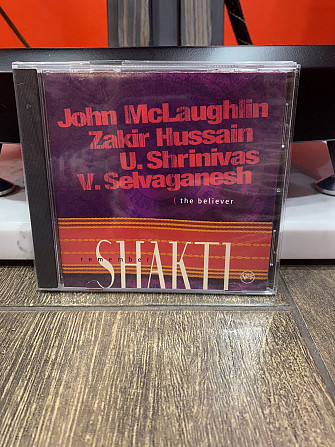 John McLaughlin
Zakir Hussain
U. Shrinivas
V. Selvaganesh
( the believer
remember
SHAKTI